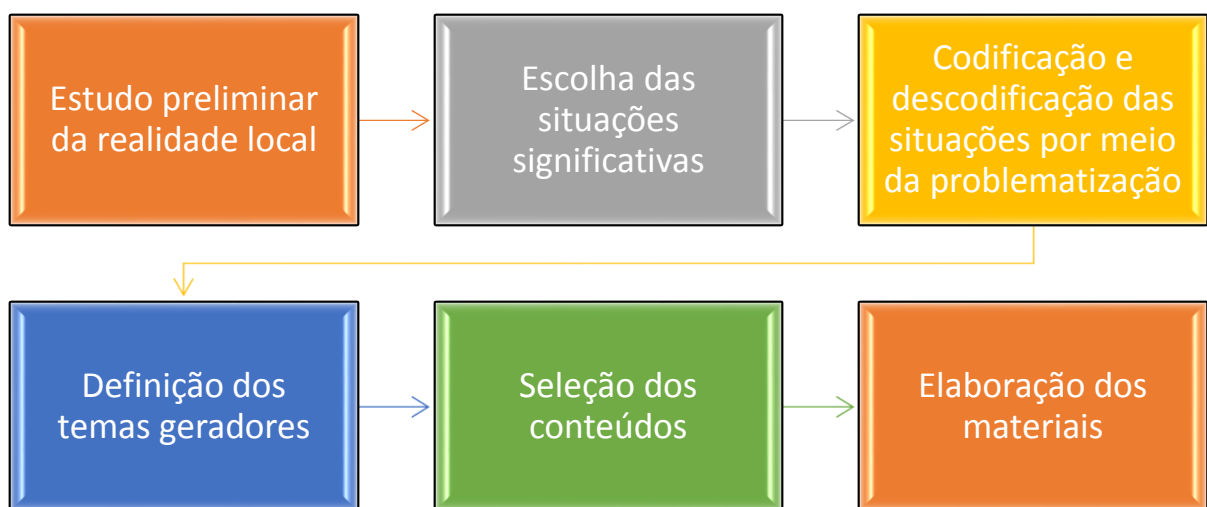 Estudo preliminar
da realidade local
Escolha das
situações
significativas
Codificação e
descodificação das
situações por meio
da problematização
Definição dos
temas geradores
Seleção dos
conteúdos
Elaboração dos
materiais